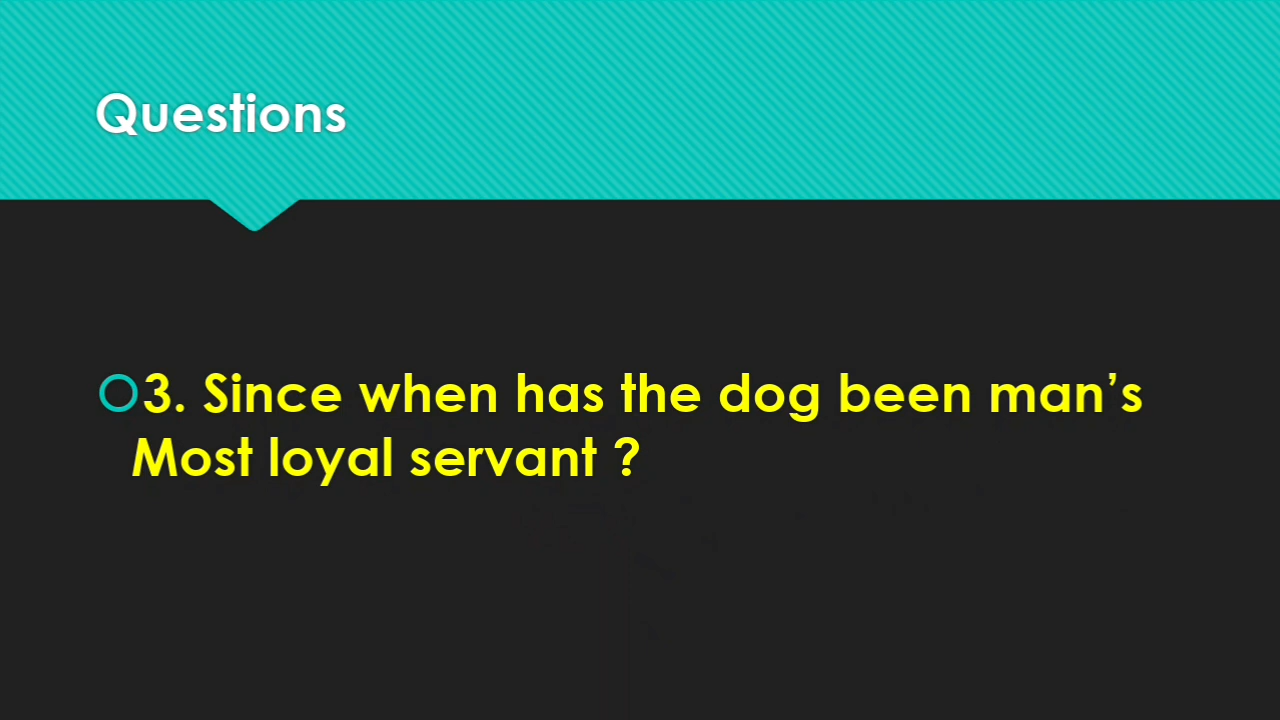 Questions
3. Since when has the dog been man’s
Most loyal servant ?